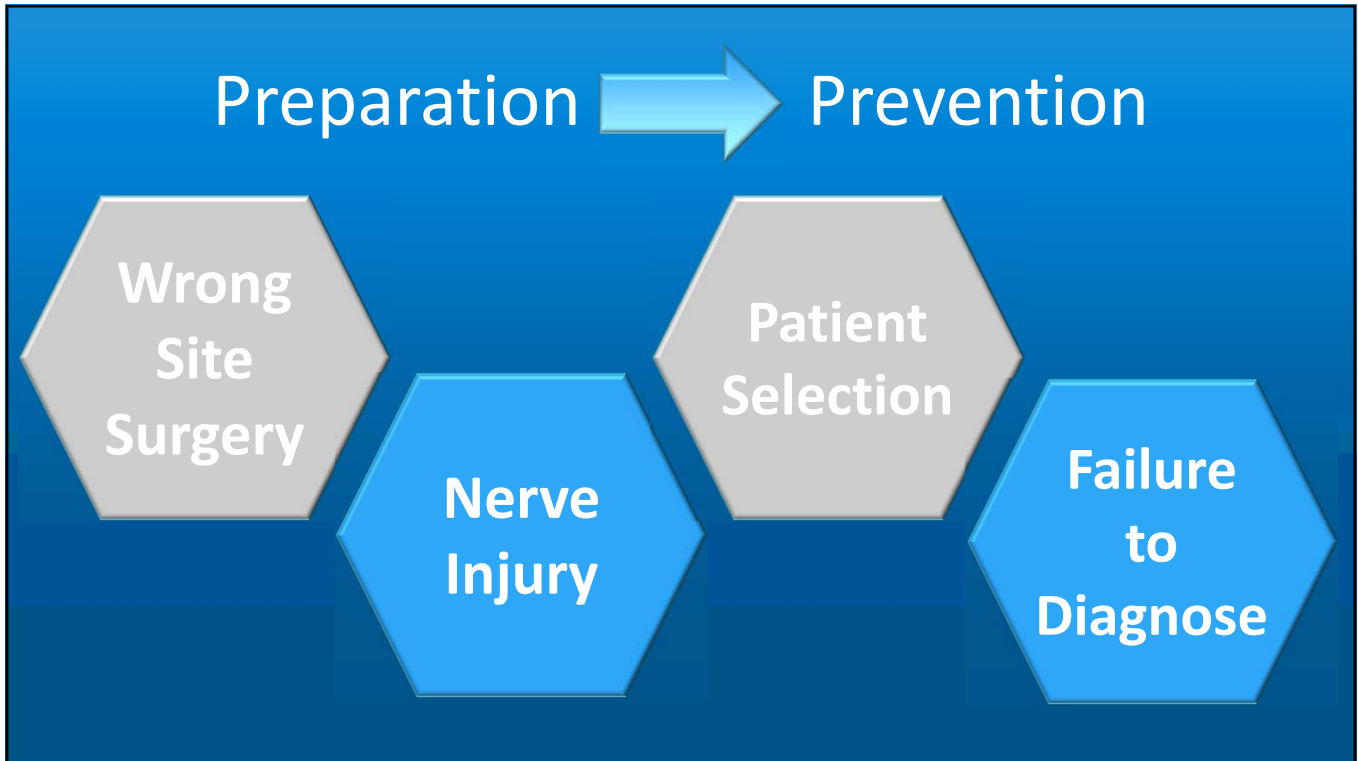 Preparation Prevention
Wrong
Site
Surgery
Nerve
Injury
Patient
Selection
Failure
to
Diagnose